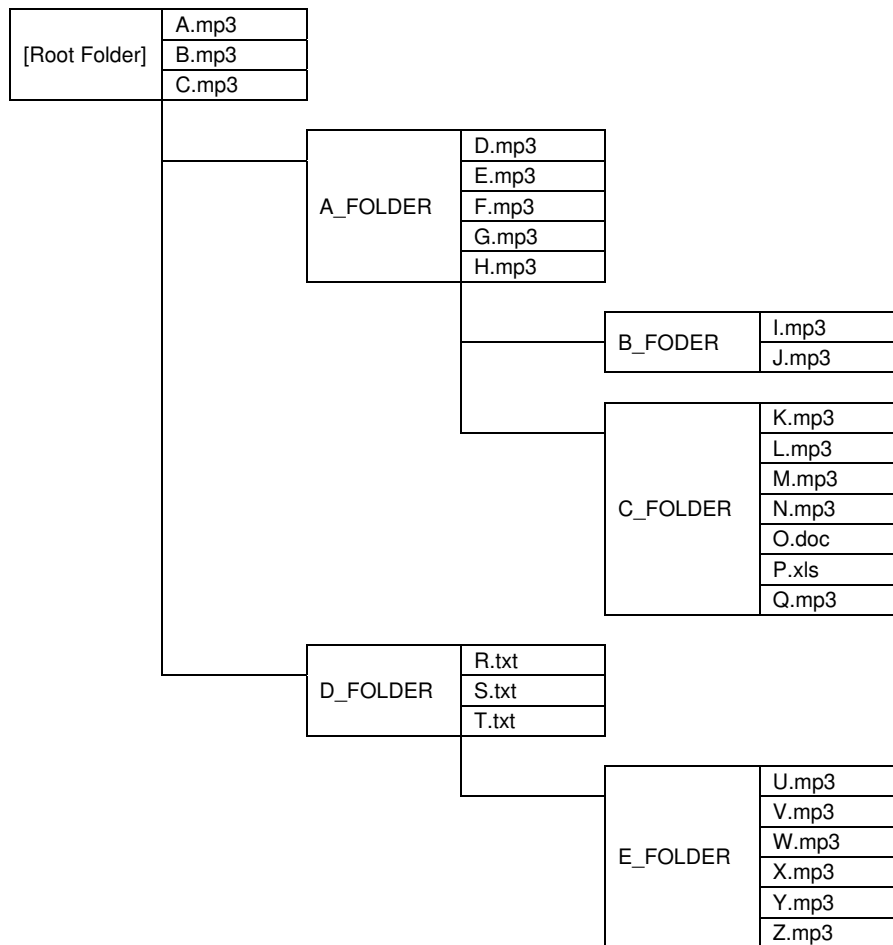 [Root Folder]
A.mp3
B.mp3
C.mp3
A_FOLDER
D.mp3
E.mp3
F.mp3
G.mp3
H.mp3
B_FODER
I.mp3
J.mp3
C_FOLDER
K.mp3
L.mp3
M.mp3
N.mp3
O.doc
P.xls
Q.mp3
D_FOLDER
R.txt
S.txt
T.txt
E_FOLDER
U.mp3
V.mp3
W.mp3
X.mp3
Y.mp3
Z.mp3